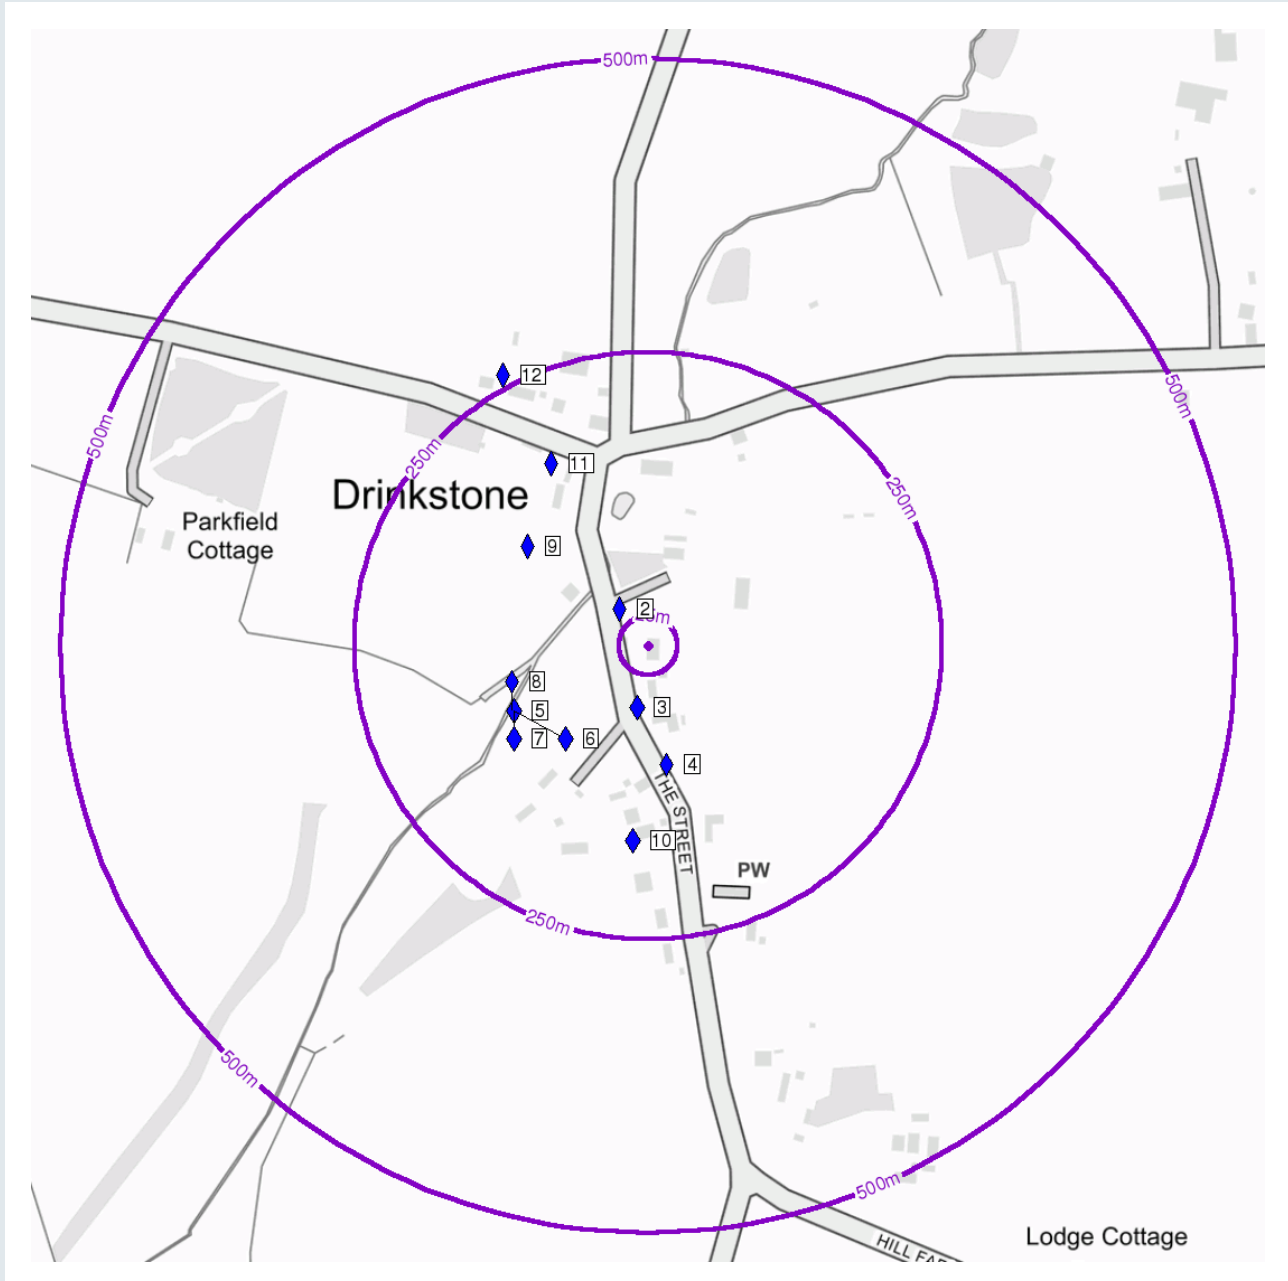 500m
12
500m
500m
250m
11
Drinkstone
250m
Parkfield
Cottage
9
2
8
3
5
7
6
4
THE STREET
10
PW
250m
500m
500m
Lodge Cottage